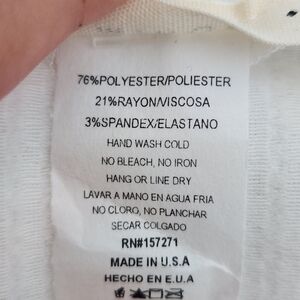 76%POLYESTER/POLIESTER
21%RAYON/VISCOSA
3%SPANDEX/ELASTANO
HAND WASH COLD
NO BLEACH, NO IRON
HANG OR LINE DRY
LAVAR A MANO EN AGUA FRIA
NO CLORO, NO PLANCHAR
SECAR COLGADO
RN#157271
MADE IN U.S.A
HECHO EN E.U.A